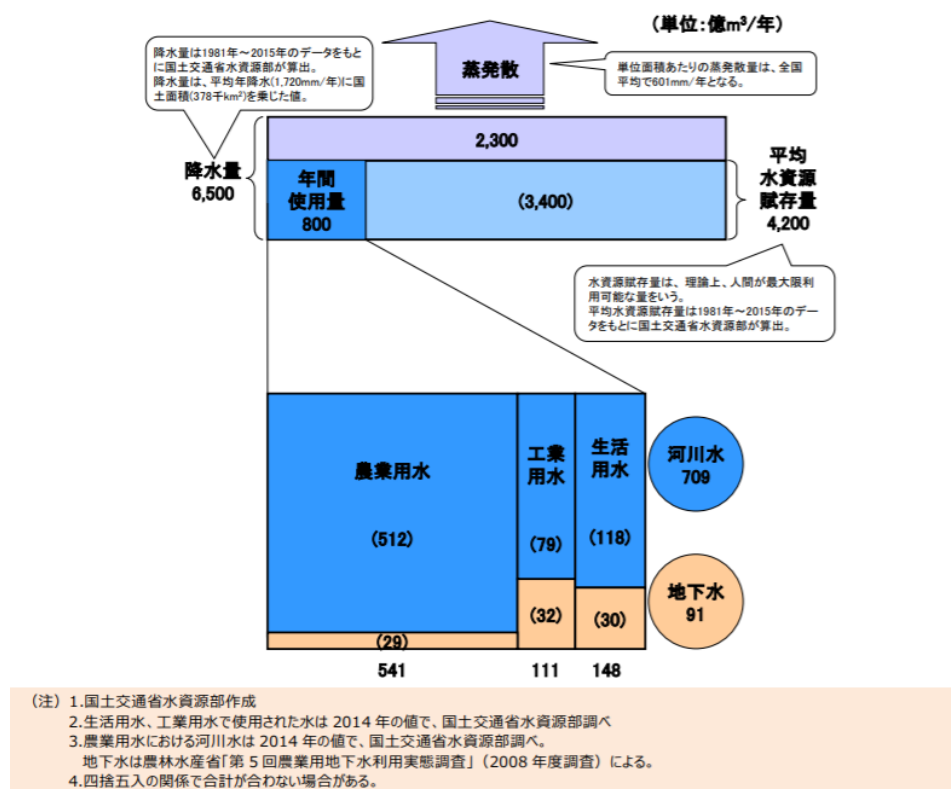 (単位:億m³/年)
降水量は1981年～2015年のデータをもと
に国土交通省水資源部が算出。
降水量は、平均年降水(1,720mm/年)に国
土面積(378千km²)を乗じた値。
蒸発散
単位面積あたりの蒸発散量は、全国
平均で601mm/年となる。
2,300
降水量
6,500
年間
使用量
800
(3,400)
平均
水資源
賦存量
4,200
水資源賦存量は、理論上、人間が最大限利
用可能な量をいう。
平均水資源賦存量は1981年～2015年のデー
タをもとに国土交通省水資源部が算出。
農業用水
(512)
工業
用水
(79)
生活
用水
(118)
河川水
709
(29)
(32)
(30)
地下水
91
541
111
148
(注) 1.国土交通省水資源部作成
2.生活用水、工業用水で使用された水は 2014 年の値で、国土交通省水資源部調べ
3.農業用水における河川水は 2014 年の値で、国土交通省水資源部調べ。
地下水は農林水産省「第 5 回農業用地下水利用実態調査」（2008 年度調査）による。
4.四捨五入の関係で合計が合わない場合がある。